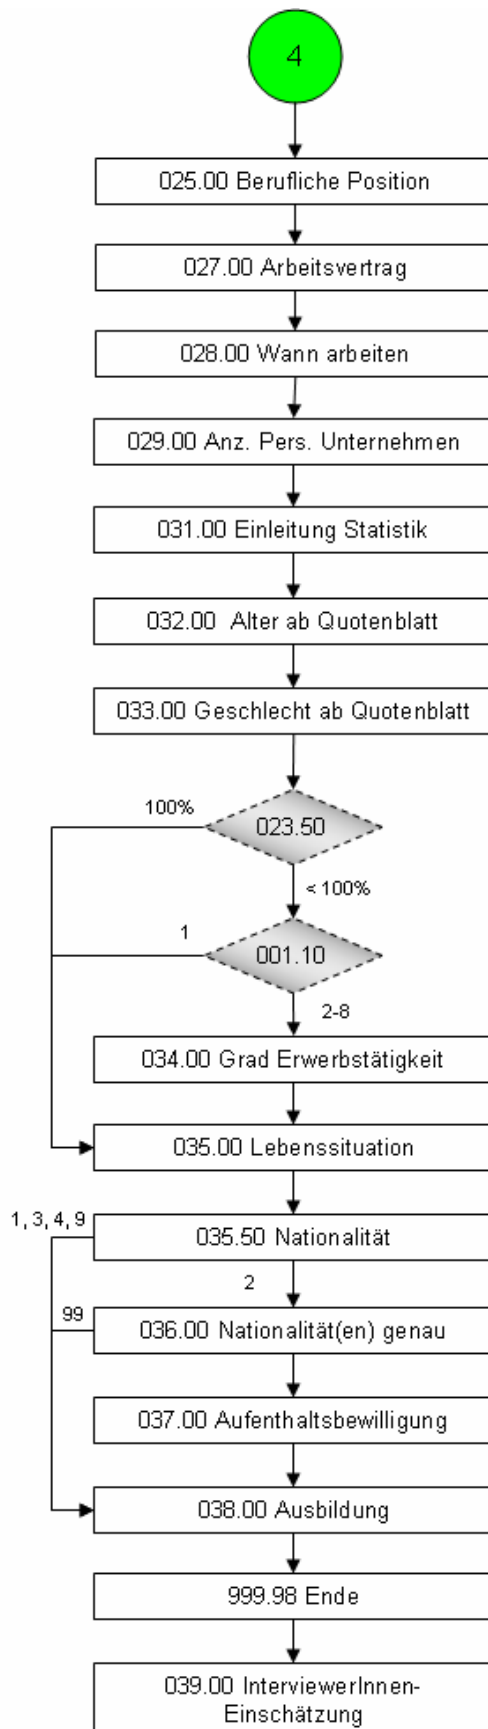 4
025.00 Berufliche Position
027.00 Arbeitsvertrag
028.00 Wann arbeiten
029.00 Anz. Pers. Unternehmen
031.00 Einleitung Statistik
032.00 Alter ab Quotenblatt
033.00 Geschlecht ab Quotenblatt
100%
023.50
< 100%
1
001.10
2-8
034.00 Grad Erwerbstätigkeit
035.00 Lebenssituation
1, 3, 4, 9
035.50 Nationalität
2
99
036.00 Nationalität(en) genau
037.00 Aufenthaltsbewilligung
038.00 Ausbildung
999.98 Ende
039.00 InterviewerInnen-
Einschätzung